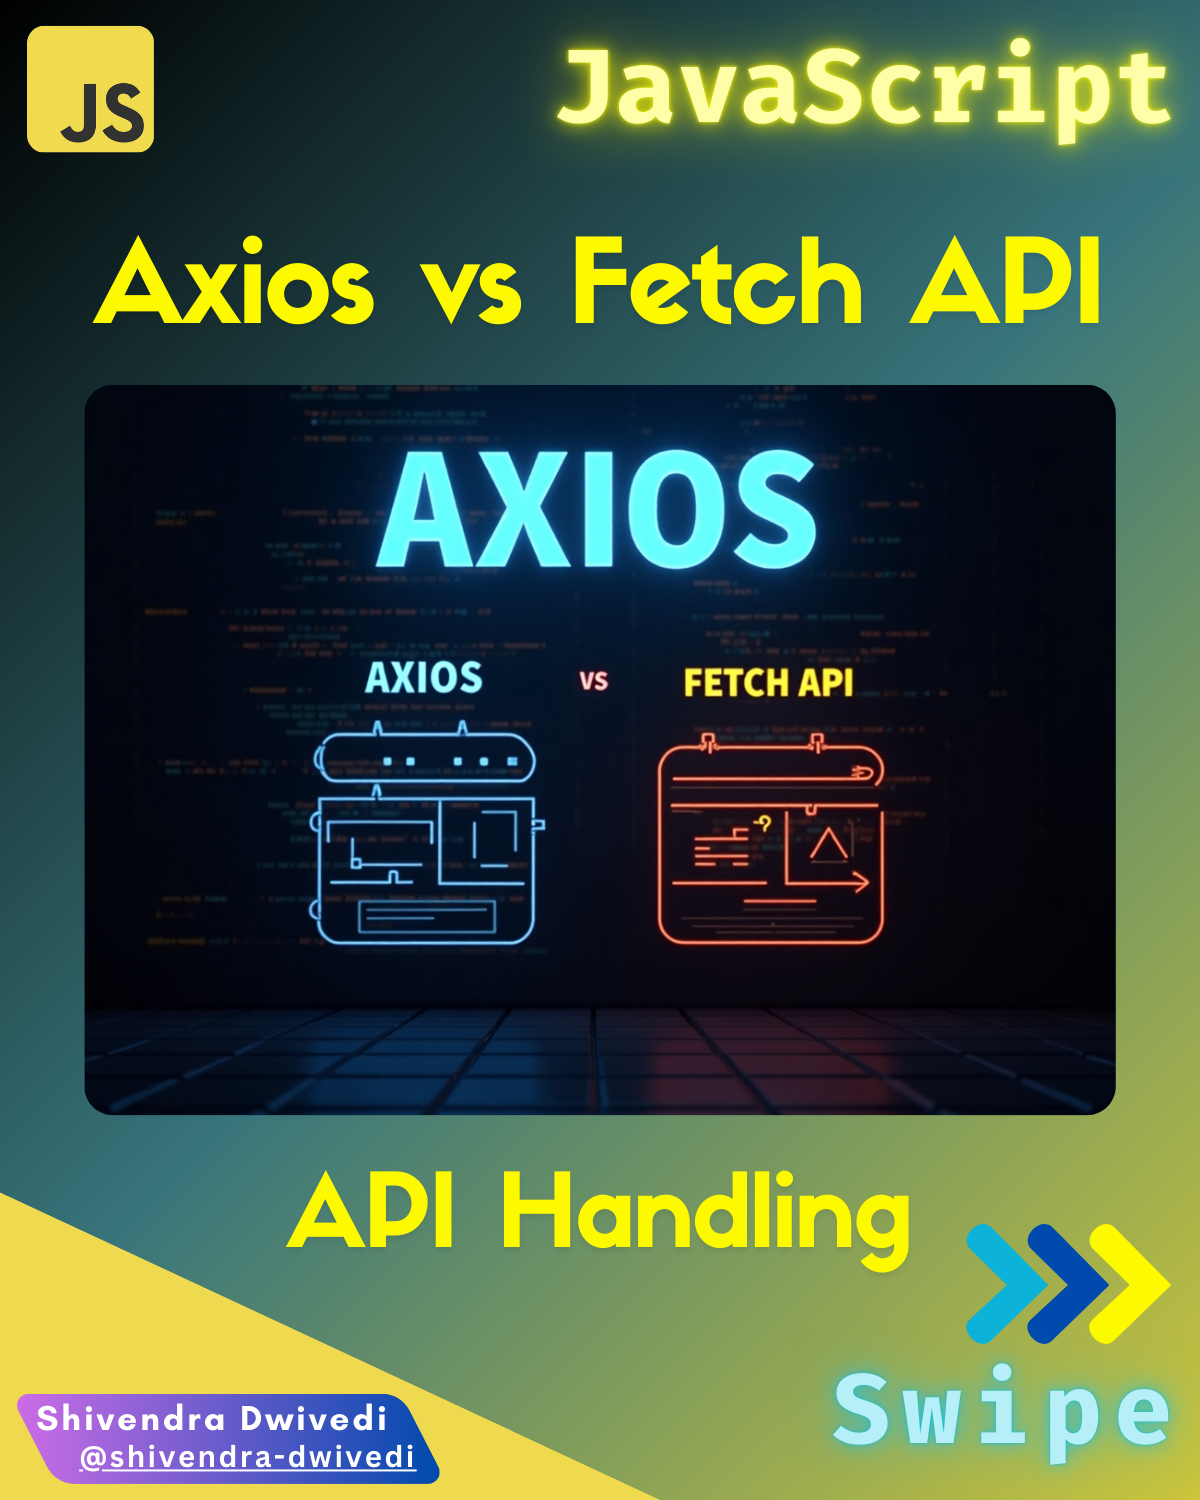 JS
JavaScript
Axios vs Fetch API
AXIOS
AXIOS vs FETCH API
API Handling
Swipe
Shivendra Dwivedi
@shivendra-dwivedi